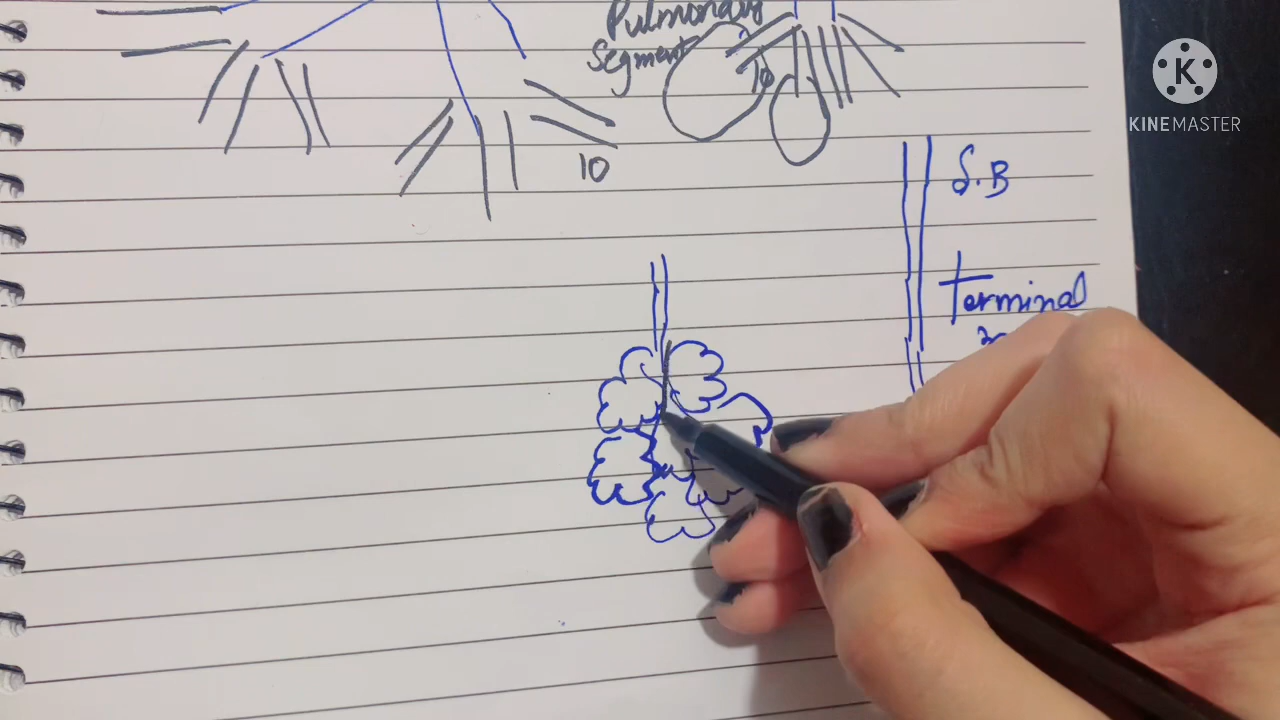 Pulmonary
Segment
10
10
S.B
Terminal
KINEMASTER